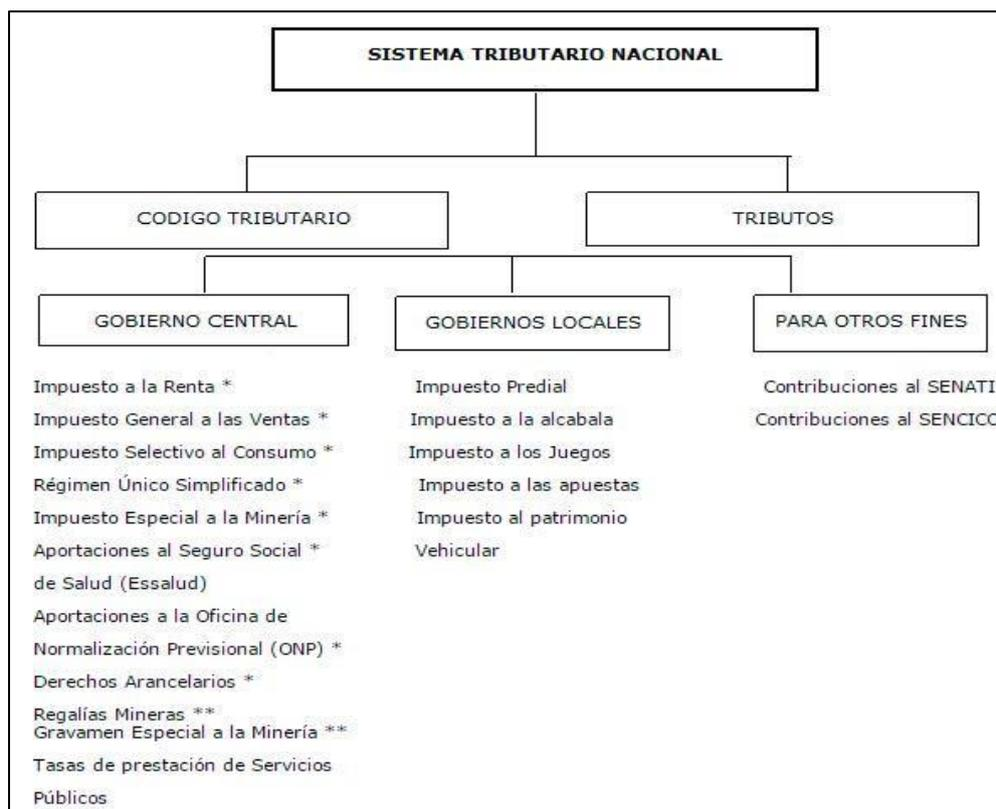 SISTEMA TRIBUTARIO NACIONAL
CODIGO TRIBUTARIO
TRIBUTOS
GOBIERNO CENTRAL
Impuesto a la Renta *
Impuesto General a las Ventas *
Impuesto Selectivo al Consumo *
Régimen Único Simplificado *
Impuesto Especial a la Minería *
Aportaciones al Seguro Social *
de Salud (Essalud)
Aportaciones a la Oficina de
Normalización Previsional (ONP) *
Derechos Arancelarios *
Regalías Mineras **
Gravamen Especial a la Minería **
Tasas de prestación de Servicios
Públicos
GOBIERNOS LOCALES
Impuesto Predial
Impuesto a la alcabala
Impuesto a los Juegos
Impuesto a las apuestas
Impuesto al patrimonio
Vehicular
PARA OTROS FINES
Contribuciones al SENATI
Contribuciones al SENCICO